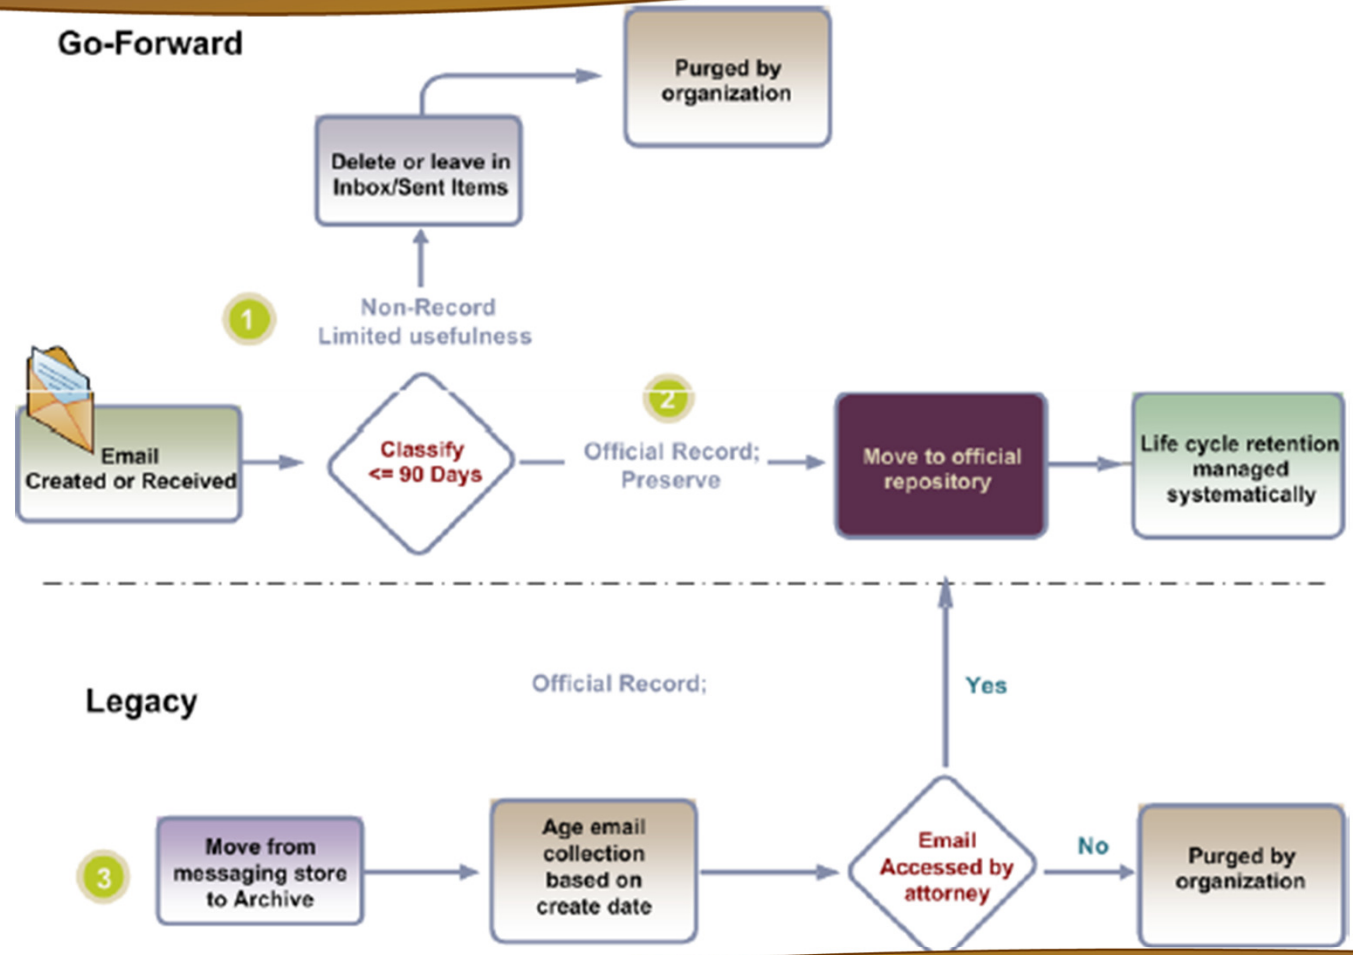 Go-Forward
Purged by
organization
Delete or leave in
Inbox/Sent Items
1
Non-Record
Limited usefulness
2
Email
Created or Received
Classify
<= 90 Days
Official Record;
Preserve
Move to official
repository
Life cycle retention
managed
systematically
Legacy
Official Record;
Yes
3
Move from
messaging store
to Archive
Age email
collection
based on
create date
Email
Accessed by
attorney
No
Purged by
organization